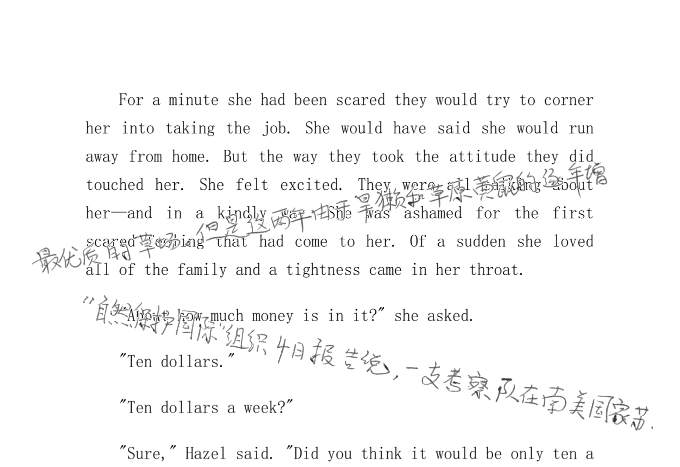 For a minute she had been scared they would try to corner
her into taking the job. She would have said she would run
away from home. But the way they took the attitude they did
touched her. She felt excited. They were all talking about
her—and in a kindly way. She was ashamed for the first
scared feeling that had come to her. Of a sudden she loved
all of the family and a tightness came in her throat.
最优质的草场，但是这两年由于旱獭和草原黄鼠的逐年增
"About how much money is in it?" she asked.
"自然保护国际"组织4月报告说，一支考察队在南美国家苏
"Ten dollars."
"Ten dollars a week?"
"Sure," Hazel said. "Did you think it would be only ten a